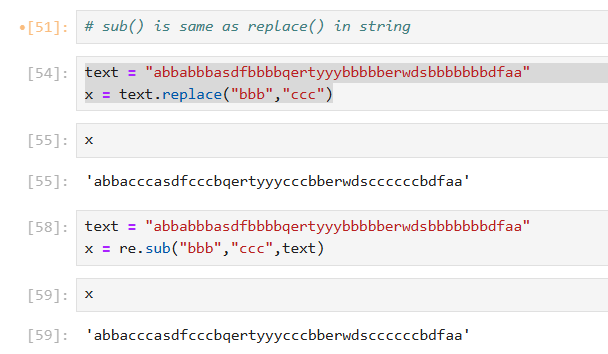 •[51]: # sub() is same as replace() in string
[54]: text = "abbabbbasdfbbbbqertyyybbbbberwdsbbbbbbbdfaa"
x = text.replace("bbb","ccc")
[55]: x
[55]: 'abbacccasdfcccbqertyyycccbberwdsccccccbdfaa'
[58]: text = "abbabbbasdfbbbbqertyyybbbbberwdsbbbbbbbdfaa"
x = re.sub("bbb","ccc",text)
[59]: x
[59]: 'abbacccasdfcccbqertyyycccbberwdsccccccbdfaa'